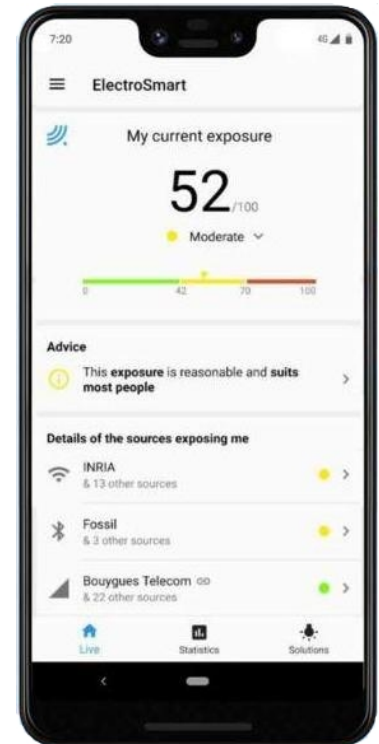 7:20
4G
ElectroSmart
My current exposure
52/100
Moderate
0 42 70 100
Advice
This exposure is reasonable and suits
most people
Details of the sources exposing me
INRIA
& 13 other sources
Fossil
& 3 other sources
Bouygues Telecom
& 22 other sources
Live Statistics Solutions